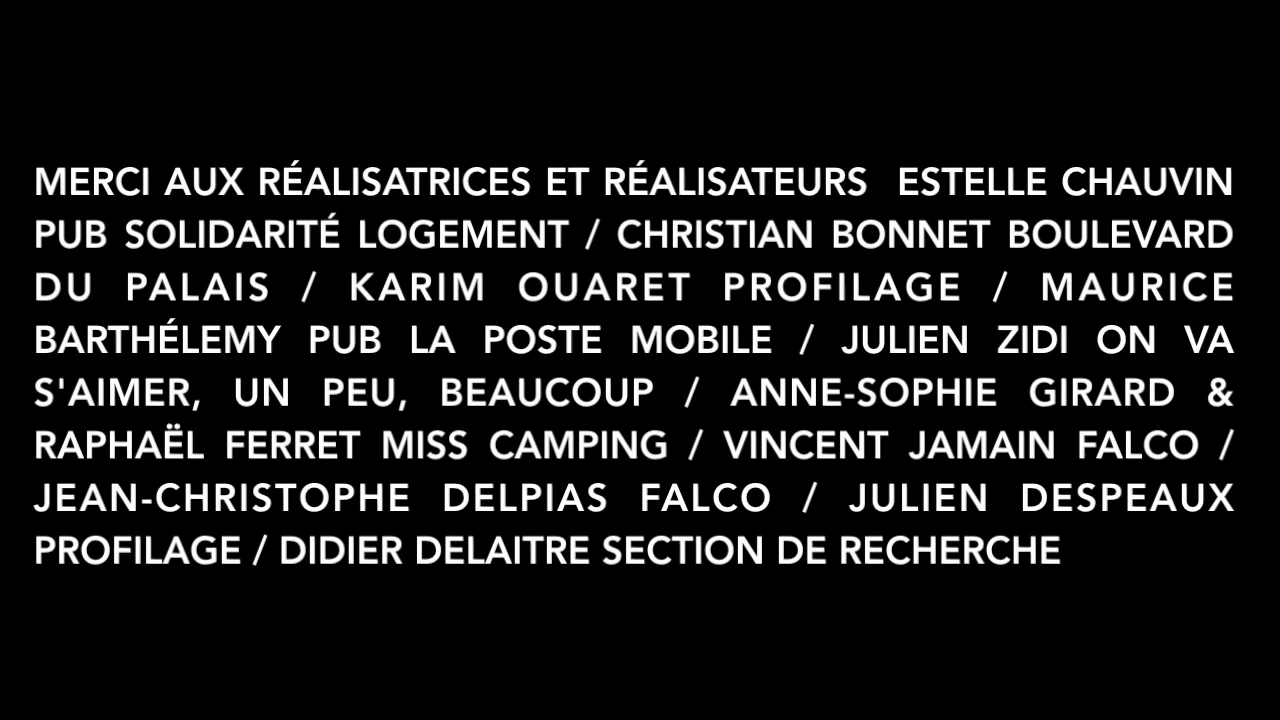 MERCI AUX RÉALISATRICES ET RÉALISATEURS ESTELLE CHAUVIN
PUB SOLIDARITÉ LOGEMENT / CHRISTIAN BONNET BOULEVARD
DU PALAIS / KARIM OUARET PROFILAGE / MAURICE
BARTHÉLEMY PUB LA POSTE MOBILE / JULIEN ZIDI ON VA
S'AIMER, UN PEU, BEAUCOUP / ANNE-SOPHIE GIRARD &
RAPHAËL FERRET MISS CAMPING / VINCENT JAMAIN FALCO /
JEAN-CHRISTOPHE DELPIAS FALCO / JULIEN DESPEAUX
PROFILAGE / DIDIER DELAITRE SECTION DE RECHERCHE